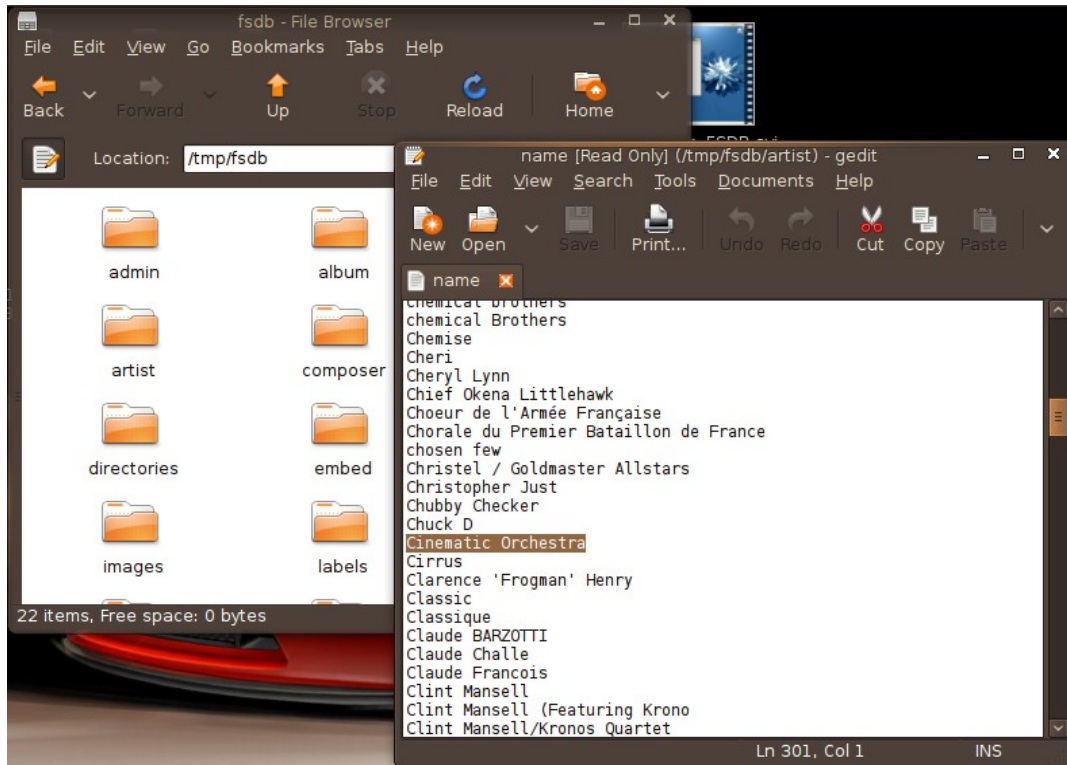 fsdb - File Browser
File Edit View Go Bookmarks Tabs Help
Back Forward Up Stop Reload Home
Location: /tmp/fsdb
admin album
artist composer
directories embed
images labels
22 items, Free space: 0 bytes
name [Read Only] (/tmp/fsdb/artist) - gedit
File Edit View Search Tools Documents Help
New Open Save Print... Undo Redo Cut Copy Paste
name
chemical Brothers
Chemise
Cheri
Cheryl Lynn
Chief Okena Littlehawk
Choeur de l'Armée Française
Chorale du Premier Bataillon de France
chosen few
Christel / Goldmaster Allstars
Christopher Just
Chubby Checker
Chuck D
Cinematic Orchestra
Cirrus
Clarence 'Frogman' Henry
Classic
Classique
Claude BARZOTTI
Claude Challe
Claude Francois
Clint Mansell
Clint Mansell (Featuring Krono
Clint Mansell/Kronos Quartet
Ln 301, Col 1 INS